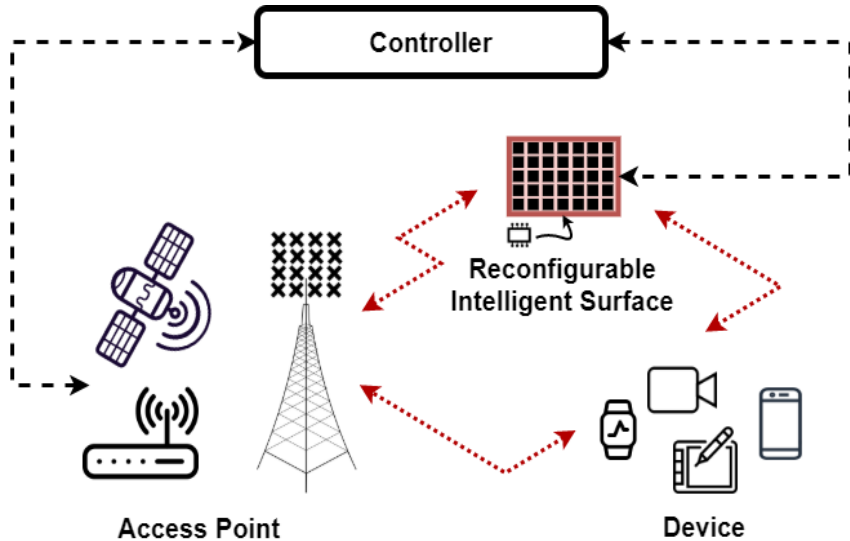 Controller
Reconfigurable
Intelligent Surface
Access Point
Device